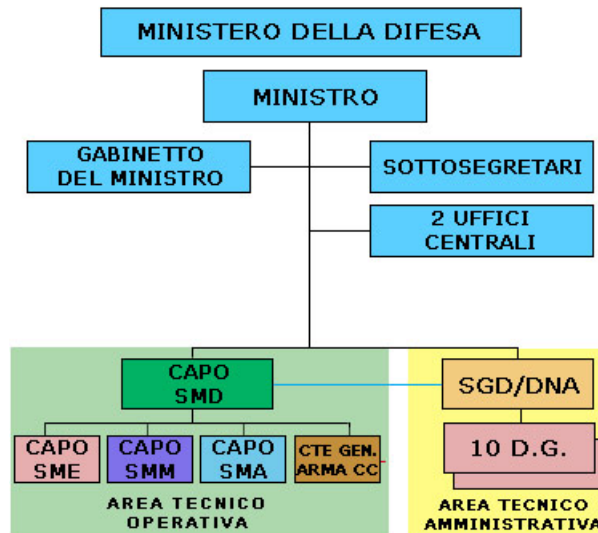 MINISTERO DELLA DIFESA
MINISTRO
GABINETTO
DEL MINISTRO
SOTTOSEGRETARI
2 UFFICI
CENTRALI
CAPO
SMD
SGD/DNA
CAPO
SME
CAPO
SMM
CAPO
SMA
CTE GEN.
ARMA CC
10 D.G.
AREA TECNICO
OPERATIVA
AREA TECNICO
AMMINISTRATIVA